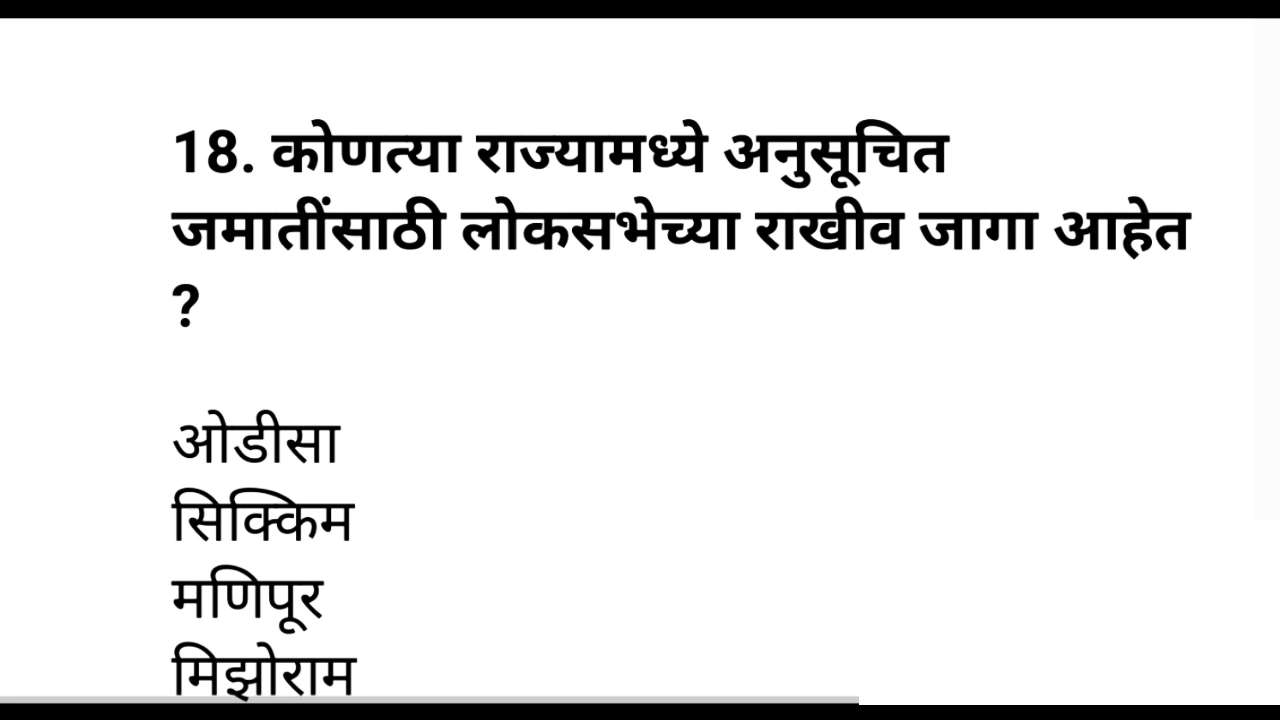 18. कोणत्या राज्यामध्ये अनुसूचित
जमातींसाठी लोकसभेच्या राखीव जागा आहेत
?
ओडीसा
सिक्किम
मणिपूर
मिझोराम